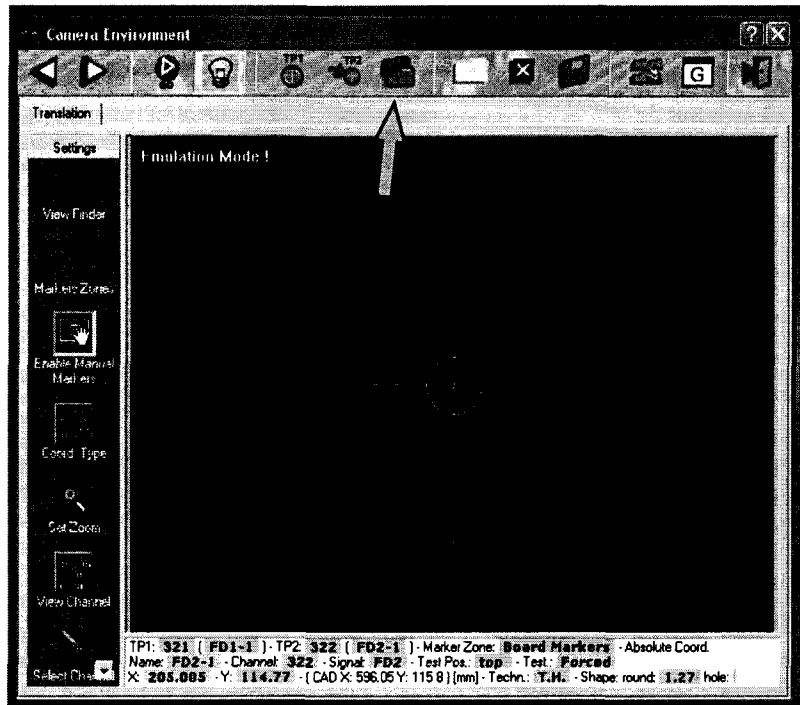 Camera Environment
TP1 TP2 G
Translation
Settings
Emulation Mode !
View Finder
Markers Zones
Enable Manual
Markers
Coord. Type
Set Zoom
View Channel
Select
TP1: 321 ( FD1-1 ) - TP2: 322 ( FD2-1 ) - Marker Zone: Board Markers - Absolute Coord.
Name: FD2-1 - Channel: 322 - Signal: FD2 - Test Pos.: top - Test.: Forced
X: 205.005 - Y: 114.77 - ( CAD X: 596.05 Y: 115.8 ) [mm] - Techn.: T.H. - Shape: round: 1.27 hole: